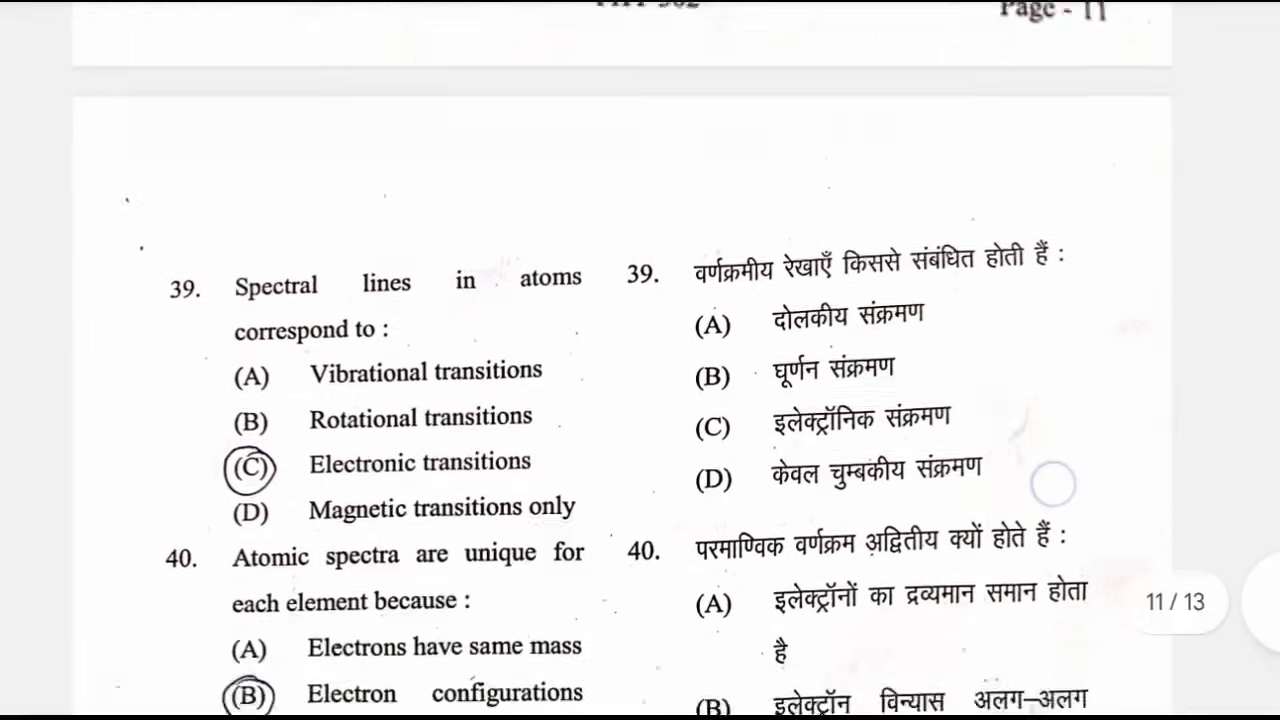 Page - 11
39. Spectral lines in atoms
correspond to :
(A) Vibrational transitions
(B) Rotational transitions
(C) Electronic transitions
(D) Magnetic transitions only
40. Atomic spectra are unique for
each element because :
(A) Electrons have same mass
(B) Electron configurations
39. वर्णक्रमीय रेखाएँ किससे संबंधित होती हैं :
(A) दोलकीय संक्रमण
(B) घूर्णन संक्रमण
(C) इलेक्ट्रॉनिक संक्रमण
(D) केवल चुम्बकीय संक्रमण
40. परमाण्विक वर्णक्रम अद्वितीय क्यों होते हैं :
(A) इलेक्ट्रॉनों का द्रव्यमान समान होता
है
(B) इलेक्ट्रॉन विन्यास अलग-अलग
11 / 13